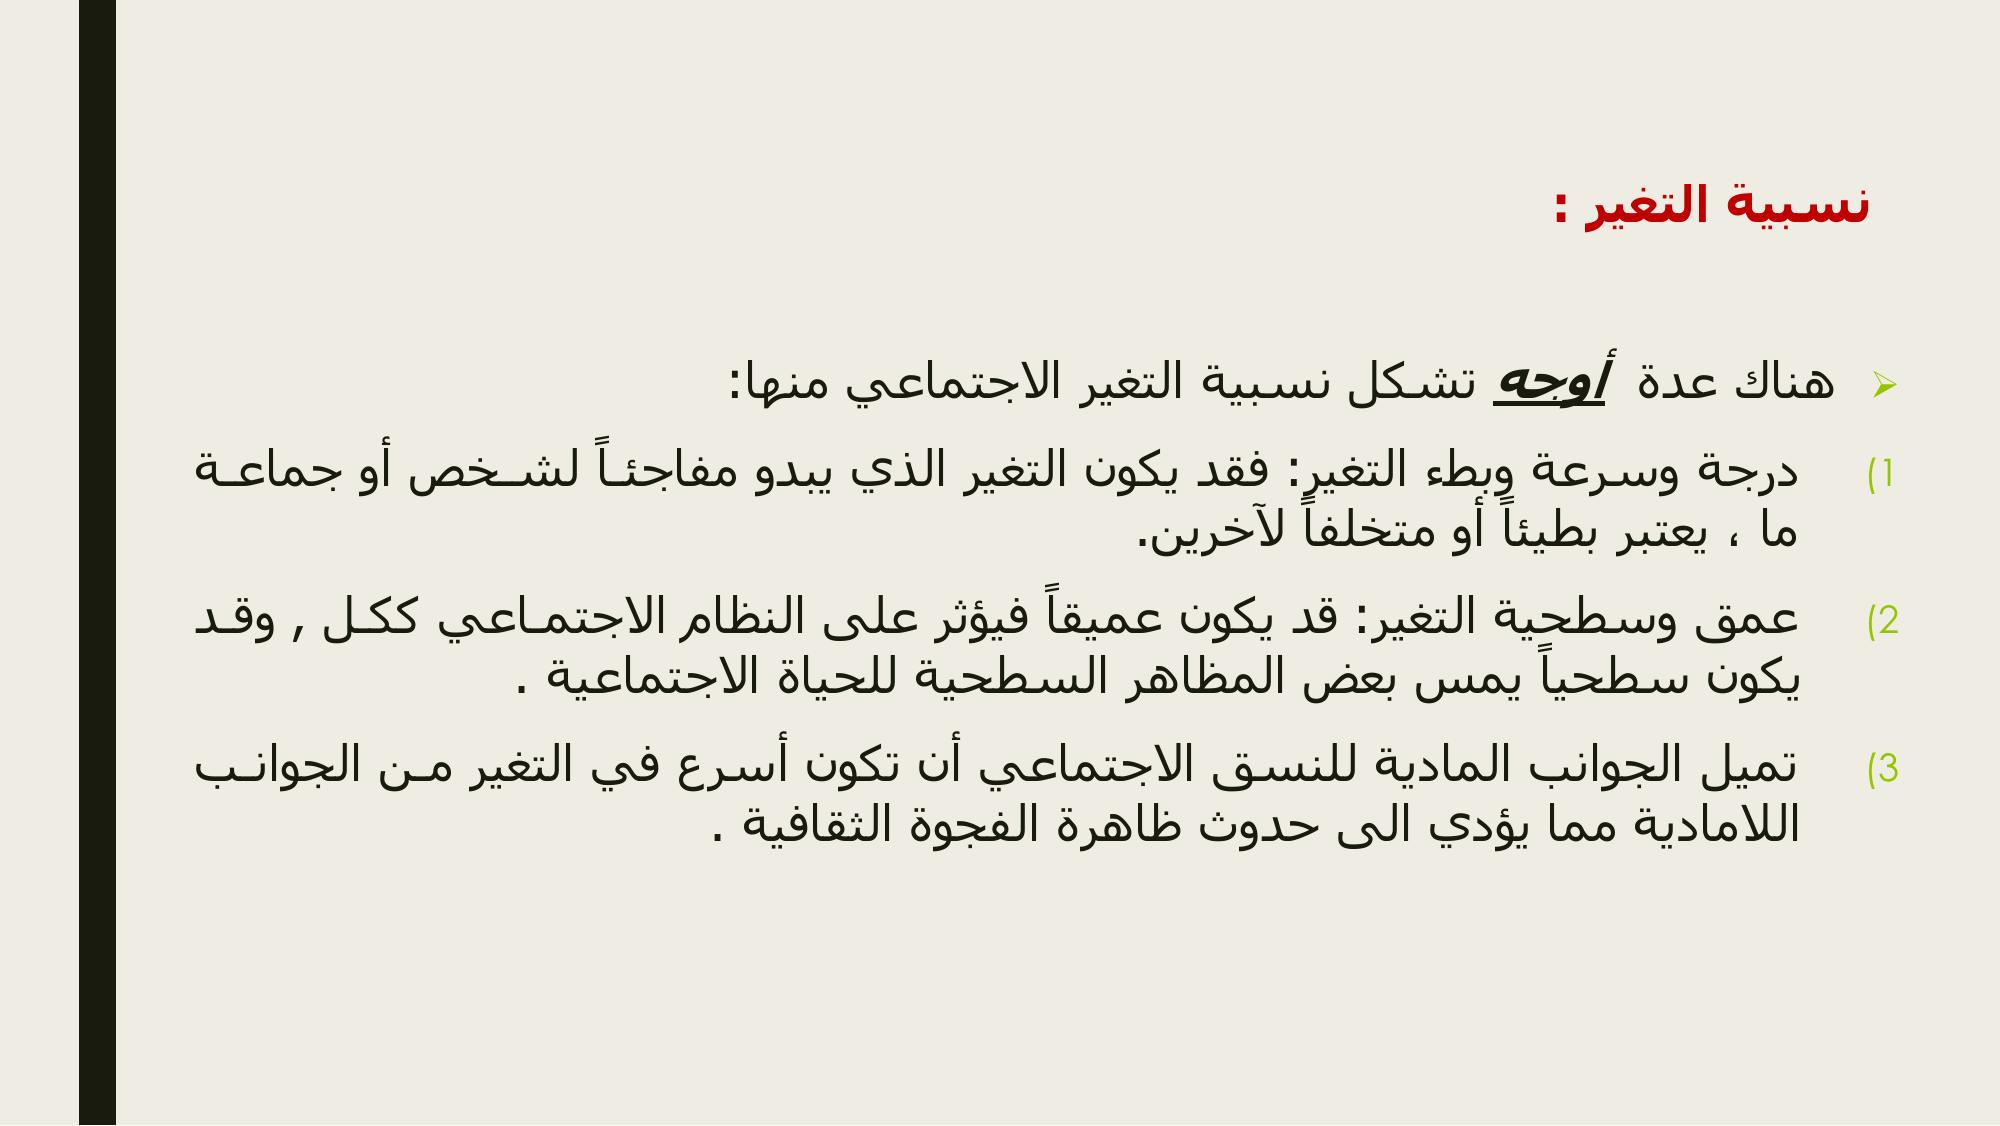 نسبية التغير :
هناك عدة أوجه تشكل نسبية التغير الاجتماعي منها:
1) درجة وسرعة وبطء التغير: فقد يكون التغير الذي يبدو مفاجئاً لشخص أو جماعة
ما ، يعتبر بطيئاً أو متخلفاً لآخرين.
2) عمق وسطحية التغير: قد يكون عميقاً فيؤثر على النظام الاجتماعي ككل , وقد
يكون سطحياً يمس بعض المظاهر السطحية للحياة الاجتماعية .
3) تميل الجوانب المادية للنسق الاجتماعي أن تكون أسرع في التغير من الجوانب
اللامادية مما يؤدي الى حدوث ظاهرة الفجوة الثقافية .